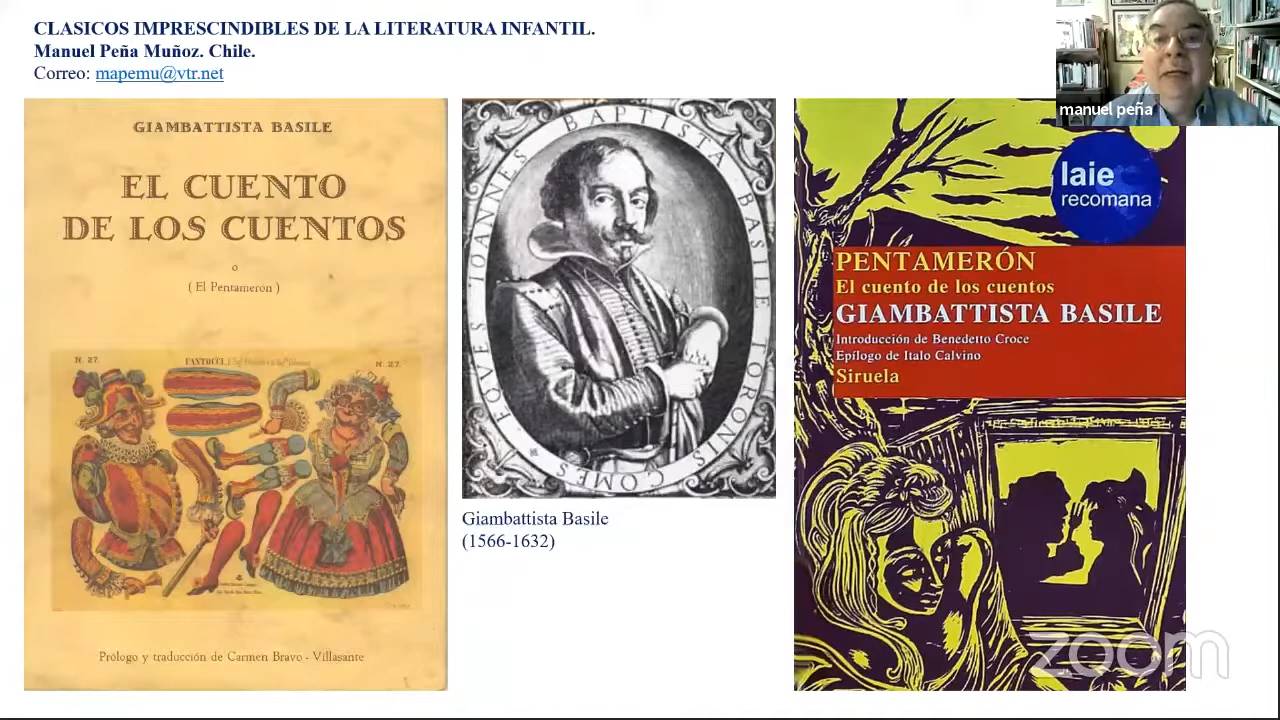 CLASICOS IMPRESCINDIBLES DE LA LITERATURA INFANTIL.
Manuel Peña Muñoz. Chile.
Correo: mapemu@vtr.net
manuel peña
GIAMBATTISTA BASILE
EL CUENTO
DE LOS CUENTOS
o
( El Pentameron )
N. 27.
N. 27.
Prólogo y traducción de Carmen Bravo - Villasante
IOANNES BAPTISTA BASILE TORONIS COMES EQVES
Giambattista Basile
(1566-1632)
laie
recomana
PENTAMERÓN
El cuento de los cuentos
GIAMBATTISTA BASILE
Introducción de Benedetto Croce
Epílogo de Italo Calvino
Siruela
zoom